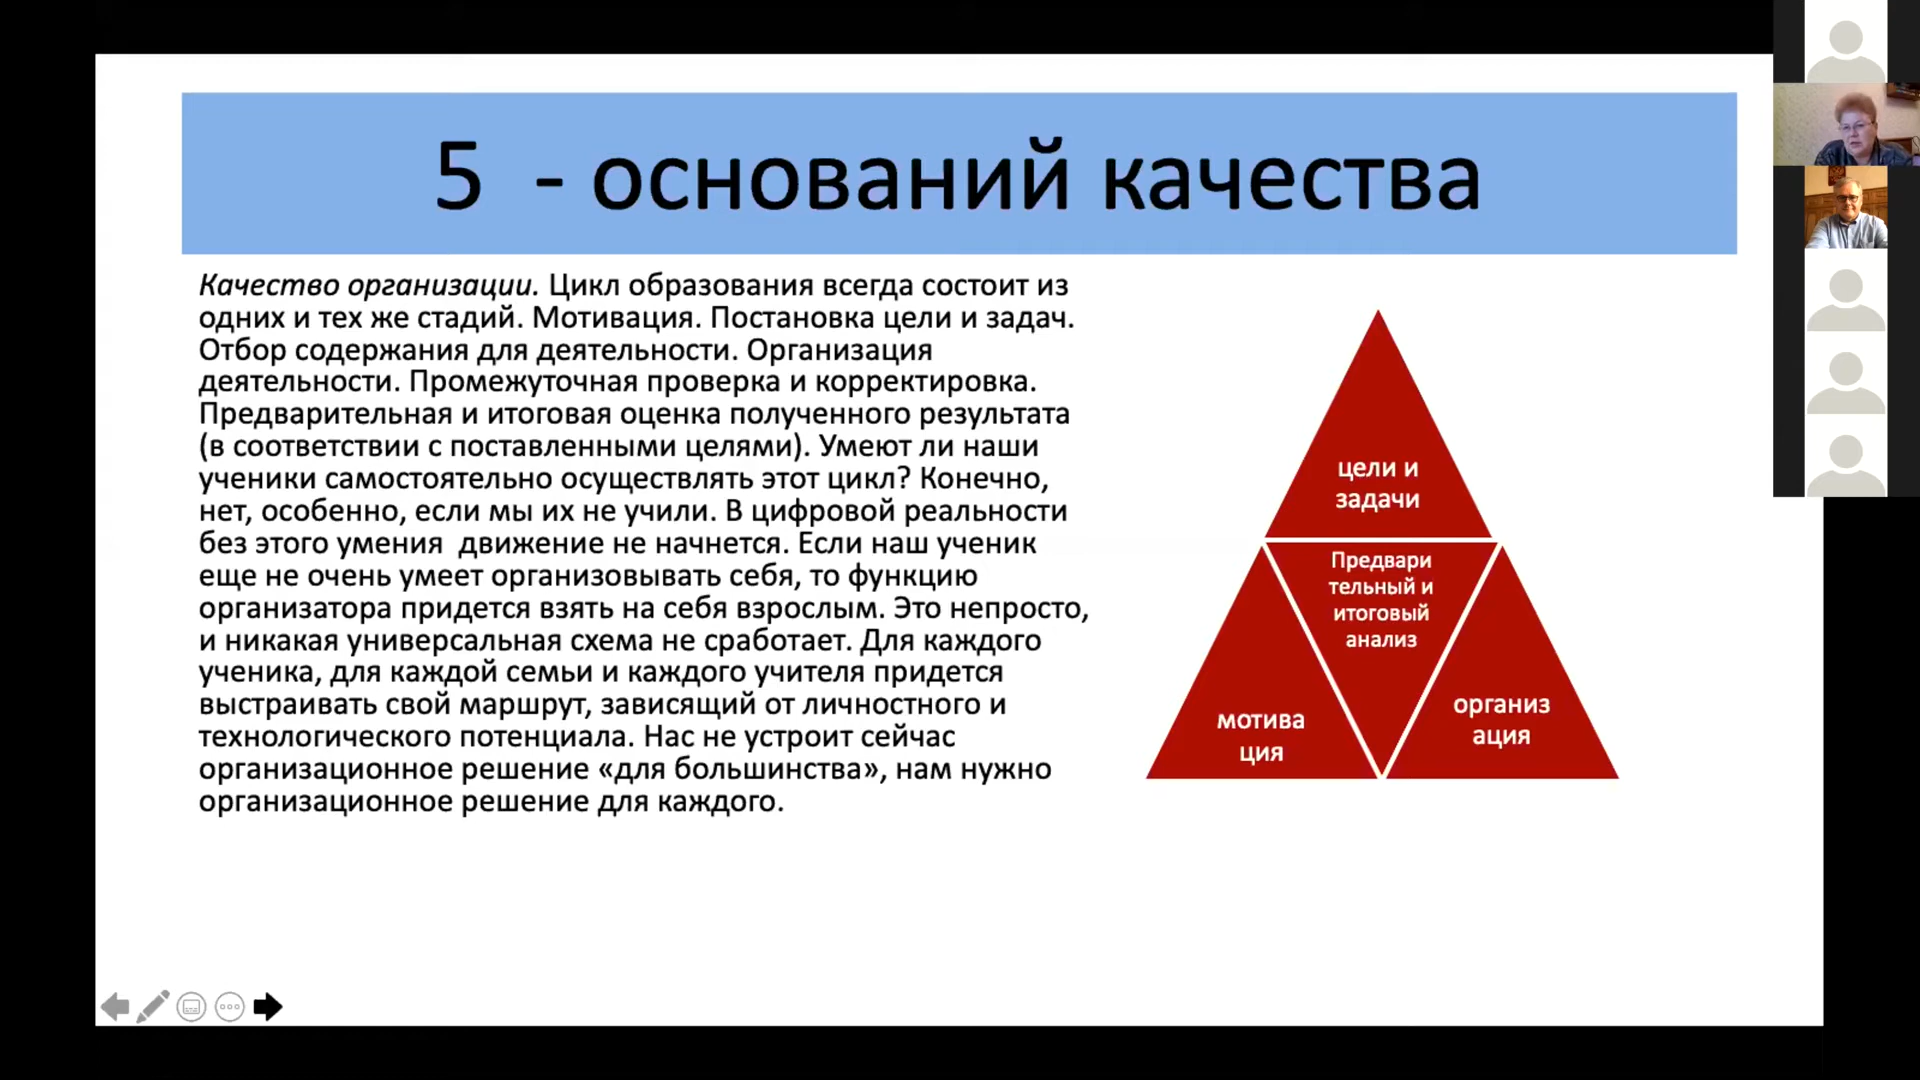 5 - оснований качества
Качество организации. Цикл образования всегда состоит из
одних и тех же стадий. Мотивация. Постановка цели и задач.
Отбор содержания для деятельности. Организация
деятельности. Промежуточная проверка и корректировка.
Предварительная и итоговая оценка полученного результата
(в соответствии с поставленными целями). Умеют ли наши
ученики самостоятельно осуществлять этот цикл? Конечно,
нет, особенно, если мы их не учили. В цифровой реальности
без этого умения движение не начнется. Если наш ученик
еще не очень умеет организовывать себя, то функцию
организатора придется взять на себя взрослым. Это непросто,
и никакая универсальная схема не сработает. Для каждого
ученика, для каждой семьи и каждого учителя придется
выстраивать свой маршрут, зависящий от личностного и
технологического потенциала. Нас не устроит сейчас
организационное решение «для большинства», нам нужно
организационное решение для каждого.
цели и
задачи
Предвари
тельный и
итоговый
анализ
мотива
ция
организ
ация